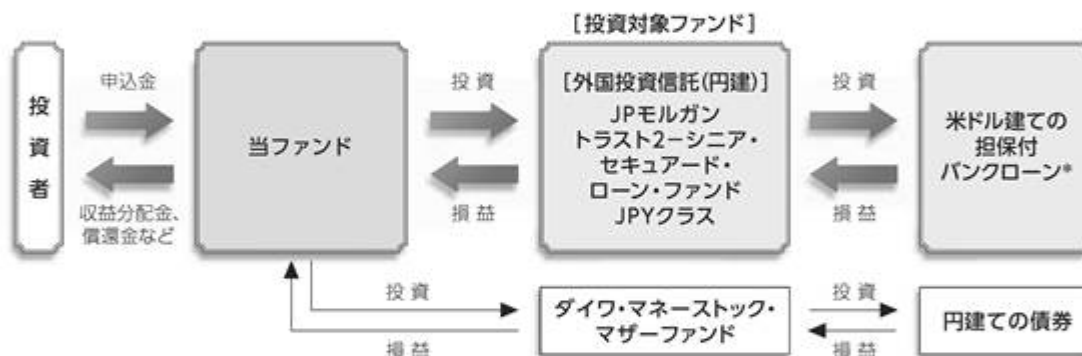 [投資対象ファンド]
投資者
申込金
収益分配金、
償還金など
当ファンド
投資
損益
[外国投資信託(円建)]
JPモルガン
トラスト2-シニア・
セキュアード・
ローン・ファンド
JPYクラス
投資
損益
米ドル建ての
担保付
バンクローン*
投資
損益
ダイワ・マネーストック・
マザーファンド
投資
損益
円建ての債券